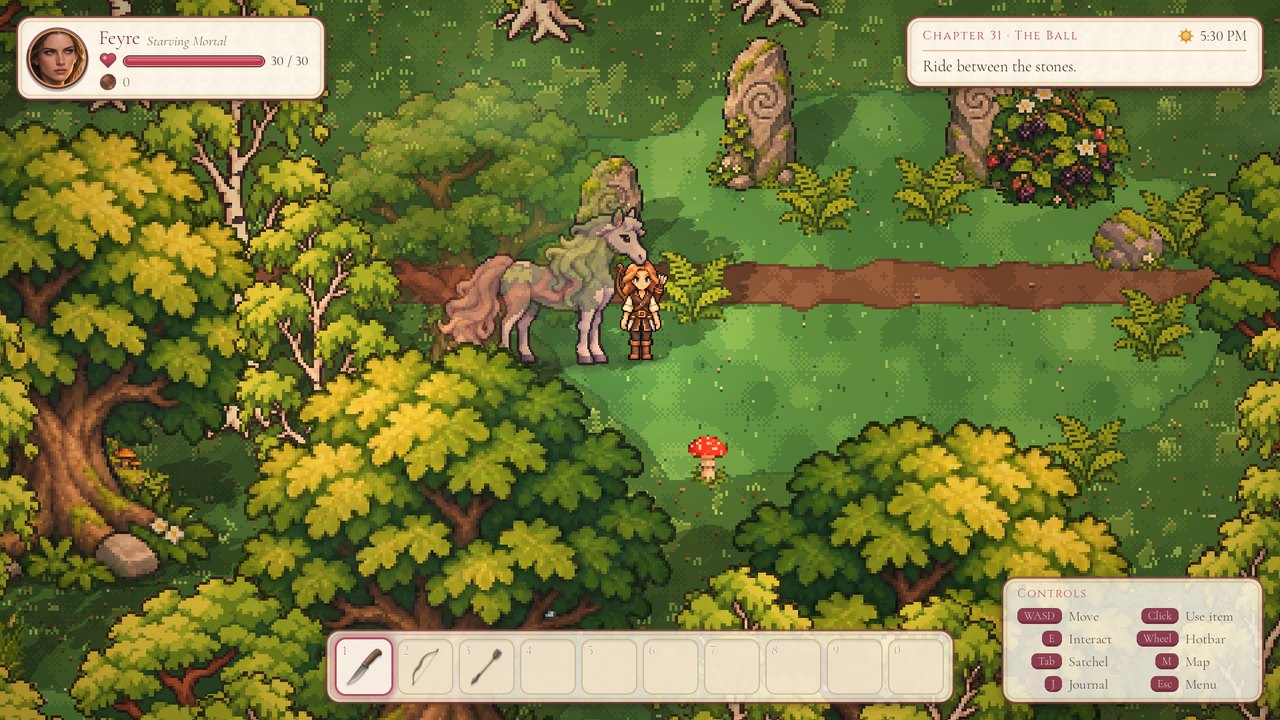 Feyre Starving Mortal
30 / 30
0
CHAPTER 31 · THE BALL
5:30 PM
Ride between the stones.
CONTROLS
WASD Move
Click Use item
E Interact
Wheel Hotbar
Tab Satchel
M Map
J Journal
Esc Menu
1 2 3 4 5 6 7 8 9 0